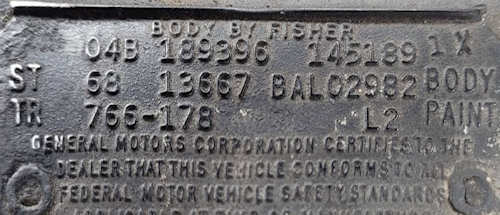 BODY BY FISHER
04B 189396 145189 1 X
ST 68 13667 BAL02982 BODY
TR 766-178 L2 PAINT
GENERAL MOTORS CORPORATION CERTIFIES TO THE
DEALER THAT THIS VEHICLE CONFORMS TO ALL
FEDERAL MOTOR VEHICLE SAFETY STANDARDS